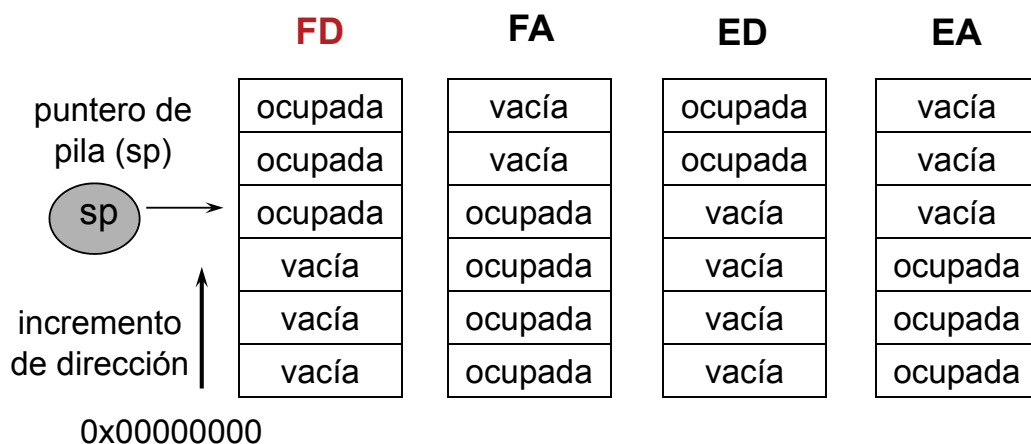 FD FA ED EA
puntero de
pila (sp)
sp
incremento
de dirección
0x00000000
ocupada vacía ocupada vacía
ocupada vacía ocupada vacía
ocupada ocupada vacía vacía
vacía ocupada vacía ocupada
vacía ocupada vacía ocupada
vacía ocupada vacía ocupada